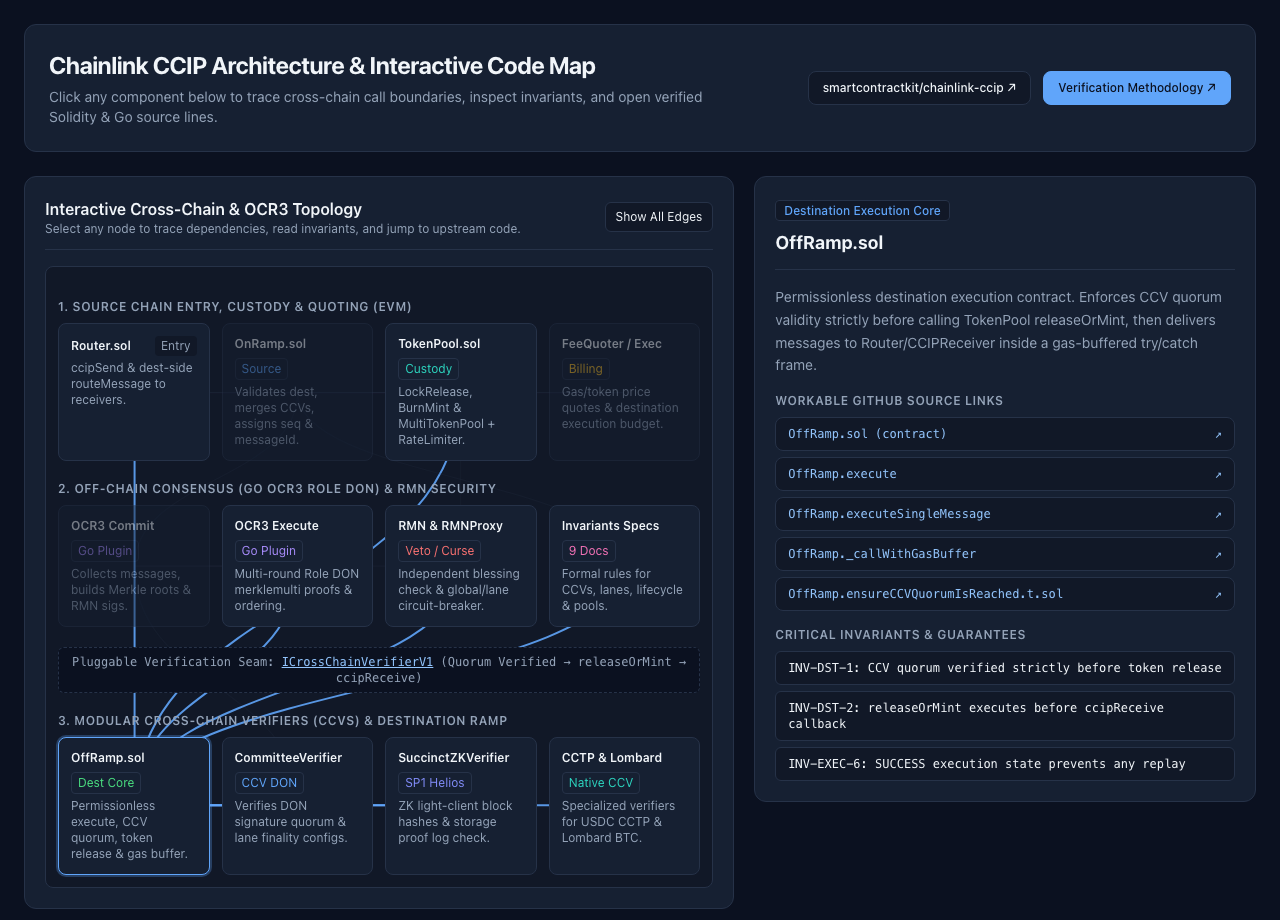 Chainlink CCIP Architecture & Interactive Code Map
Click any component below to trace cross-chain call boundaries, inspect invariants, and open verified
Solidity & Go source lines.
smartcontractkit/chainlink-ccip ↗
Verification Methodology ↗
Interactive Cross-Chain & OCR3 Topology
Select any node to trace dependencies, read invariants, and jump to upstream code.
Show All Edges
1. SOURCE CHAIN ENTRY, CUSTODY & QUOTING (EVM)
Router.sol
Entry
ccipSend & dest-side
routeMessage to
receivers.
OnRamp.sol
Source
Validates dest,
merges CCVs,
assigns seq &
messageId.
TokenPool.sol
Custody
LockRelease,
BurnMint &
MultiTokenPool +
RateLimiter.
FeeQuoter / Exec
Billing
Gas/token price
quotes & destination
execution budget.
2. OFF-CHAIN CONSENSUS (GO OCR3 ROLE DON) & RMN SECURITY
OCR3 Commit
Go Plugin
Collects messages,
builds Merkle roots &
RMN sigs.
OCR3 Execute
Go Plugin
Multi-round Role DON
merklemulti proofs &
ordering.
RMN & RMNProxy
Veto / Curse
Independent blessing
check & global/lane
circuit-breaker.
Invariants Specs
9 Docs
Formal rules for
CCVs, lanes, lifecycle
& pools.
Pluggable Verification Seam: ICrossChainVerifierV1 (Quorum Verified → releaseOrMint →
ccipReceive)
3. MODULAR CROSS-CHAIN VERIFIERS (CCVS) & DESTINATION RAMP
OffRamp.sol
Dest Core
Permissionless
execute, CCV
quorum, token
release & gas buffer.
CommitteeVerifier
CCV DON
Verifies DON
signature quorum &
lane finality configs.
SuccinctZKVerifier
SP1 Helios
ZK light-client block
hashes & storage
proof log check.
CCTP & Lombard
Native CCV
Specialized verifiers
for USDC CCTP &
Lombard BTC.
Destination Execution Core
OffRamp.sol
Permissionless destination execution contract. Enforces CCV quorum
validity strictly before calling TokenPool releaseOrMint, then delivers
messages to Router/CCIPReceiver inside a gas-buffered try/catch
frame.
WORKABLE GITHUB SOURCE LINKS
OffRamp.sol (contract) ↗
OffRamp.execute ↗
OffRamp.executeSingleMessage ↗
OffRamp._callWithGasBuffer ↗
OffRamp.ensureCCVQuorumIsReached.t.sol ↗
CRITICAL INVARIANTS & GUARANTEES
INV-DST-1: CCV quorum verified strictly before token release
INV-DST-2: releaseOrMint executes before ccipReceive
callback
INV-EXEC-6: SUCCESS execution state prevents any replay